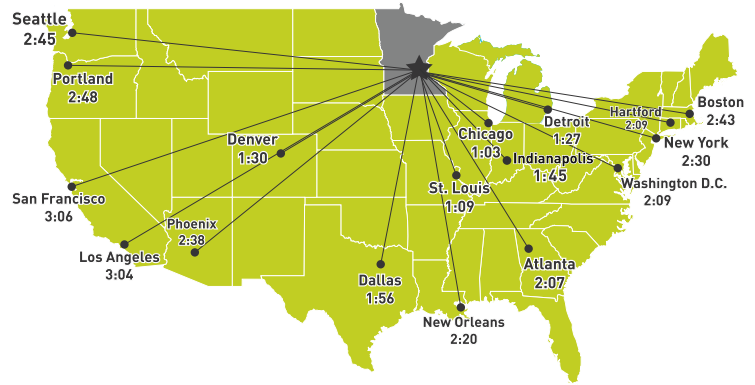 Seattle
2:45
Portland
2:48
San Francisco
3:06
Los Angeles
3:04
Phoenix
2:38
Denver
1:30
Dallas
1:56
New Orleans
2:20
St. Louis
1:09
Chicago
1:03
Indianapolis
1:45
Detroit
1:27
Atlanta
2:07
Hartford
2:09
Boston
2:43
New York
2:30
Washington D.C.
2:09